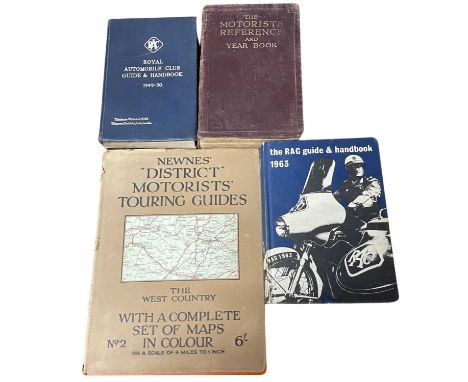 RAC
ROYAL
AUTOMOBILE CLUB
GUIDE & HANDBOOK
1949-50
THE
MOTORISTS
REFERENCE
AND
YEAR BOOK
NEWNES'
"DISTRICT"
MOTORISTS'
TOURING GUIDES
THE
WEST COUNTRY
WITH A COMPLETE
SET OF MAPS
Nº2 IN COLOUR 6/-
ON A SCALE OF 4 MILES TO 1 INCH
the RAC guide & handbook
1963
RAC 1963
RAC